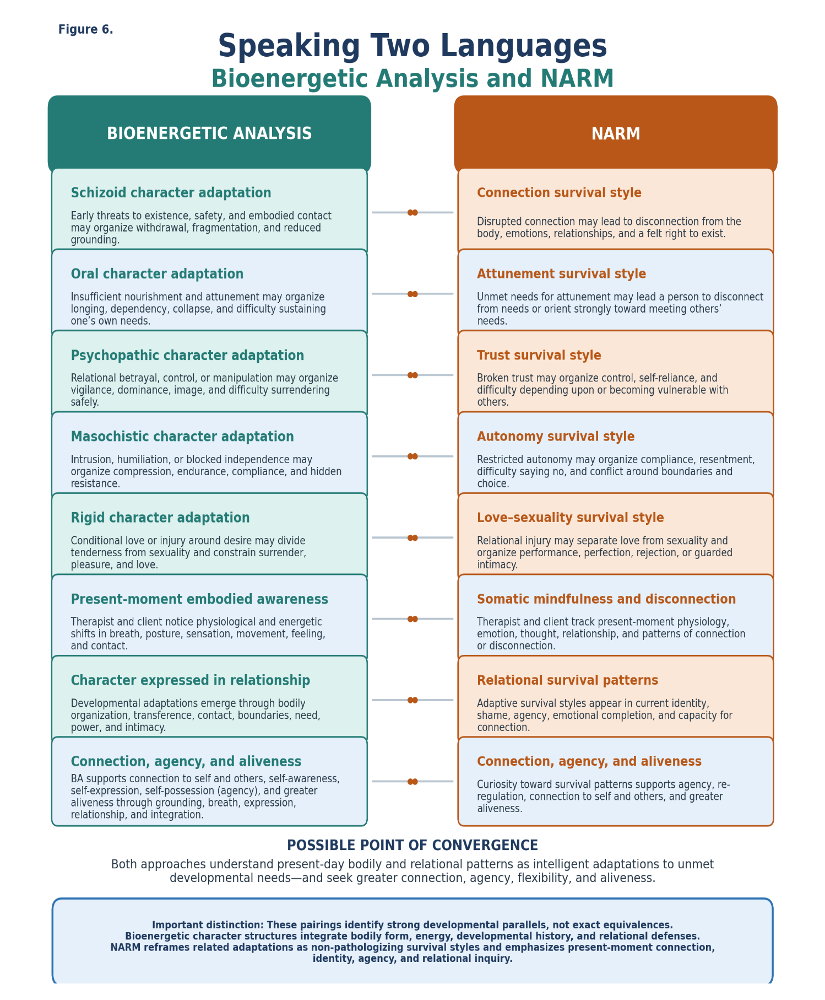 Figure 6.
Speaking Two Languages
Bioenergetic Analysis and NARM
BIOENERGETIC ANALYSIS
NARM
Schizoid character adaptation
Early threats to existence, safety, and embodied contact
may organize withdrawal, fragmentation, and reduced
grounding.
Connection survival style
Disrupted connection may lead to disconnection from the
body, emotions, relationships, and a felt right to exist.
Oral character adaptation
Insufficient nourishment and attunement may organize
longing, dependency, collapse, and difficulty sustaining
one’s own needs.
Attunement survival style
Unmet needs for attunement may lead a person to disconnect
from needs or orient strongly toward meeting others’
needs.
Psychopathic character adaptation
Relational betrayal, control, or manipulation may organize
vigilance, dominance, image, and difficulty surrendering
safely.
Trust survival style
Broken trust may organize control, self-reliance, and
difficulty depending upon or becoming vulnerable with
others.
Masochistic character adaptation
Intrusion, humiliation, or blocked independence may
organize compression, endurance, compliance, and hidden
resistance.
Autonomy survival style
Restricted autonomy may organize compliance, resentment,
difficulty saying no, and conflict around boundaries and
choice.
Rigid character adaptation
Conditional love or injury around desire may divide
tenderness from sexuality and constrain surrender,
pleasure, and love.
Love–sexuality survival style
Relational injury may separate love from sexuality and
organize performance, perfection, rejection, or guarded
intimacy.
Present-moment embodied awareness
Therapist and client notice physiological and energetic
shifts in breath, posture, sensation, movement, feeling,
and contact.
Somatic mindfulness and disconnection
Therapist and client track present-moment physiology,
emotion, thought, relationship, and patterns of connection
or disconnection.
Character expressed in relationship
Developmental adaptations emerge through bodily
organization, transference, contact, boundaries, need,
power, and intimacy.
Relational survival patterns
Adaptive survival styles appear in current identity,
shame, agency, emotional completion, and capacity for
connection.
Connection, agency, and aliveness
BA supports connection to self and others, self-awareness,
self-expression, self-possession (agency), and greater
aliveness through grounding, breath, expression,
relationship, and integration.
Connection, agency, and aliveness
Curiosity toward survival patterns supports agency, re-
regulation, connection to self and others, and greater
aliveness.
POSSIBLE POINT OF CONVERGENCE
Both approaches understand present-day bodily and relational patterns as intelligent adaptations to unmet
developmental needs—and seek greater connection, agency, flexibility, and aliveness.
Important distinction: These pairings identify strong developmental parallels, not exact equivalences.
Bioenergetic character structures integrate bodily form, energy, developmental history, and relational defenses.
NARM reframes related adaptations as non-pathologizing survival styles and emphasizes present-moment connection,
identity, agency, and relational inquiry.